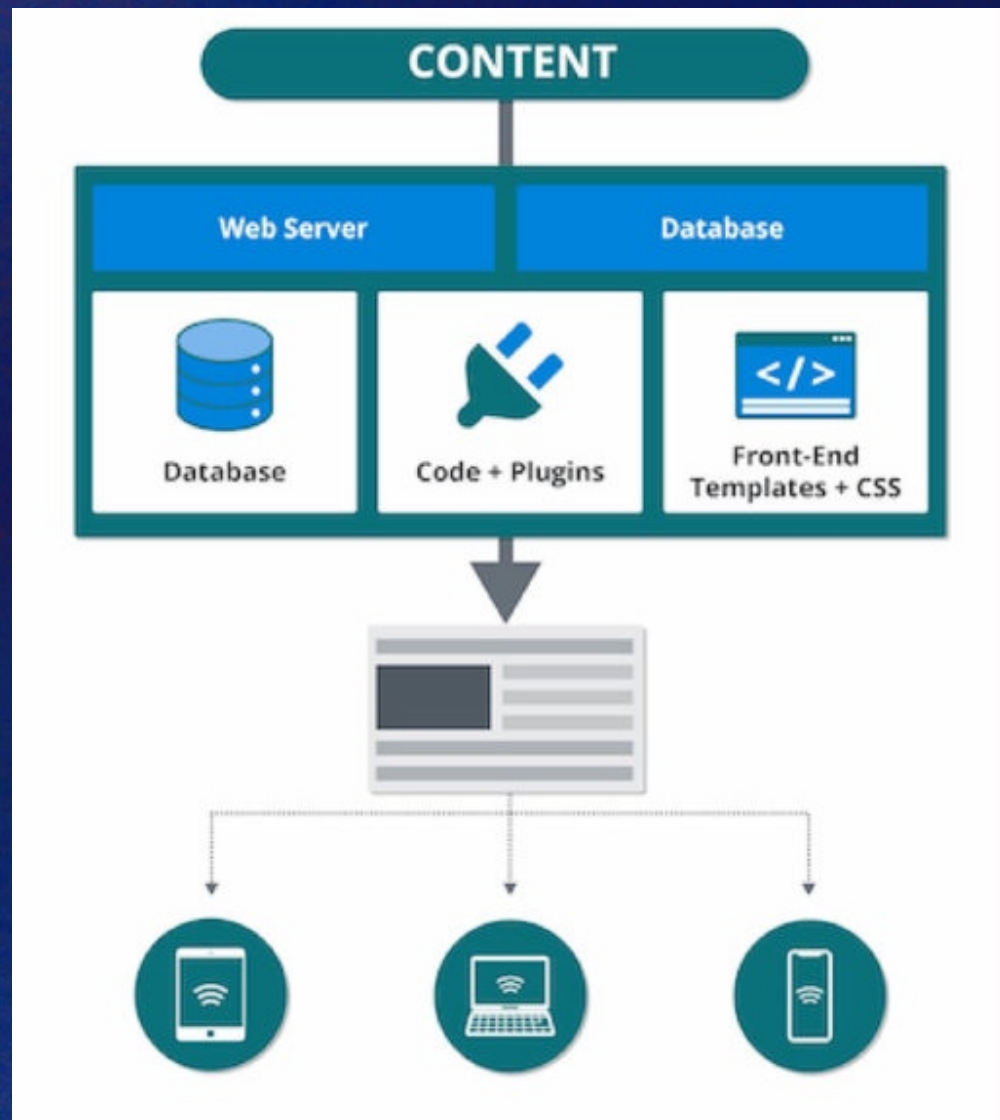 CONTENT
Web Server
Database
Database
Code + Plugins
</>
Front-End
Templates + CSS